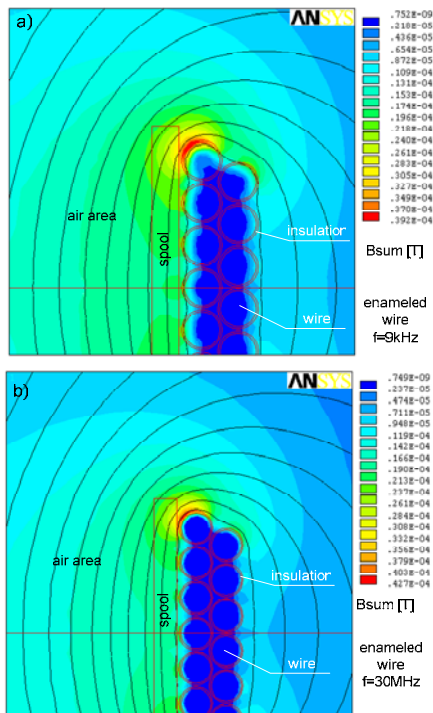 a)
ANSYS
.752E-09
.218E-05
.436E-05
.654E-05
.872E-05
.109E-04
.131E-04
.153E-04
.174E-04
.196E-04
.218E-04
.240E-04
.261E-04
.283E-04
.305E-04
.327E-04
.349E-04
.370E-04
.392E-04
air area
spool
insulation
Bsum [T]
wire
enameled
wire
f=9kHz
b)
ANSYS
.749E-09
.237E-05
.474E-05
.711E-05
.948E-05
.119E-04
.142E-04
.166E-04
.190E-04
.213E-04
.237E-04
.261E-04
.284E-04
.308E-04
.332E-04
.356E-04
.379E-04
.403E-04
.427E-04
air area
spool
insulation
Bsum [T]
wire
enameled
wire
f=30MHz